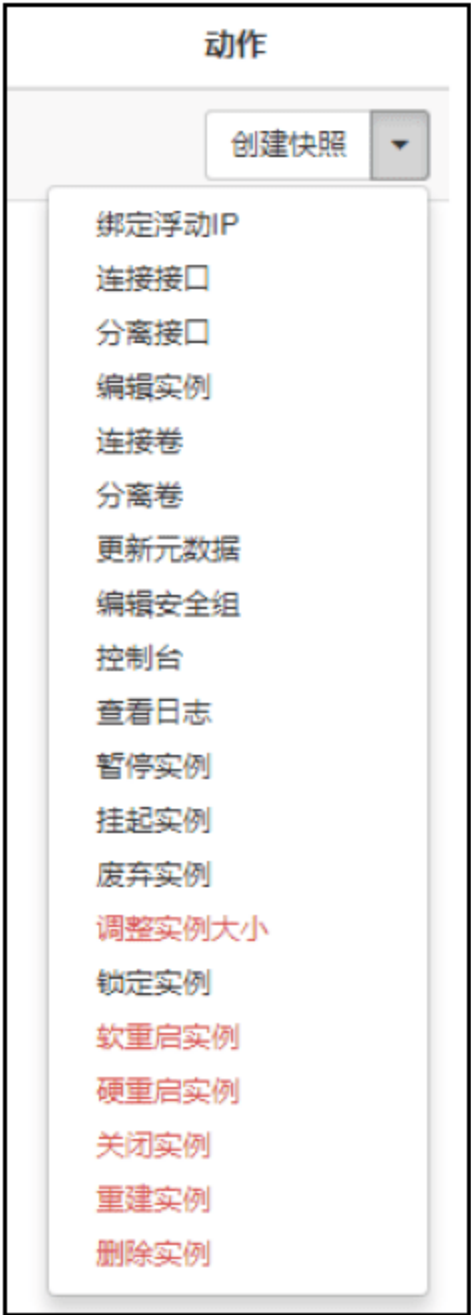 动作
创建快照
绑定浮动IP
连接接口
分离接口
编辑实例
连接卷
分离卷
更新元数据
编辑安全组
控制台
查看日志
暂停实例
挂起实例
废弃实例
调整实例大小
锁定实例
软重启实例
硬重启实例
关闭实例
重建实例
删除实例